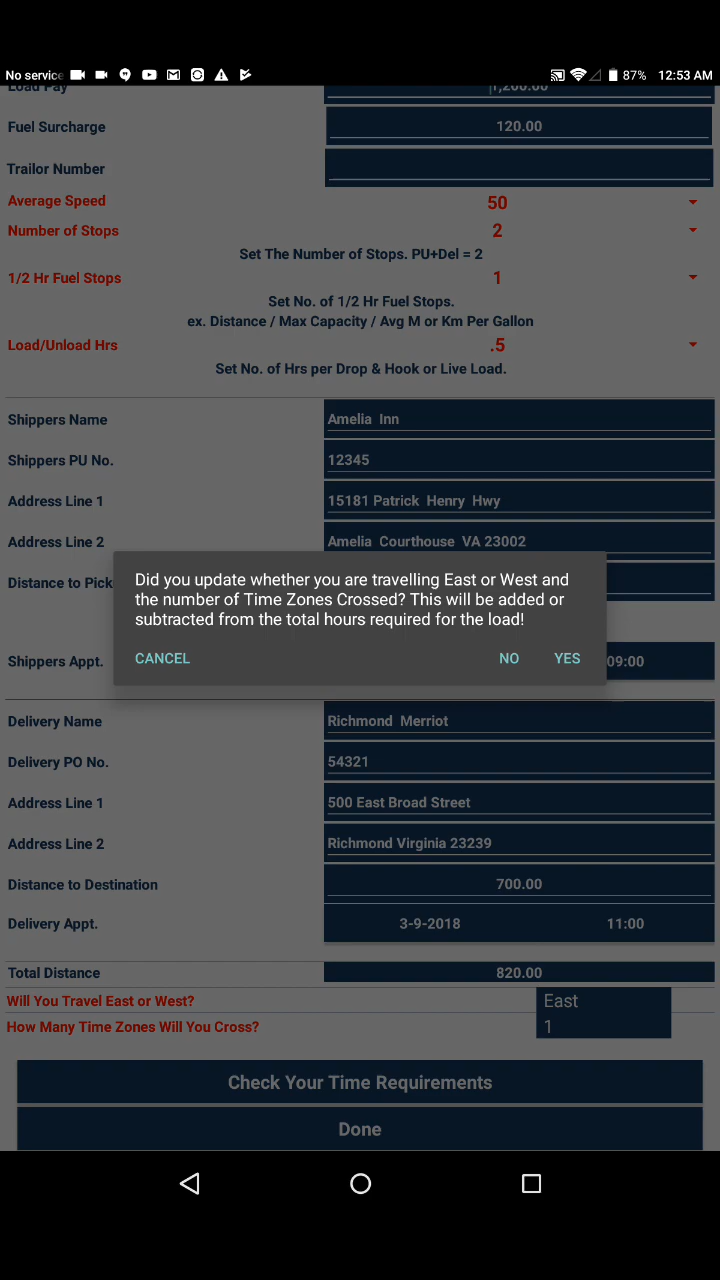 No service 87% 12:53 AM
Load Pay 1,200.00
Fuel Surcharge 120.00
Trailor Number
Average Speed 50
Number of Stops 2
Set The Number of Stops. PU+Del = 2
1/2 Hr Fuel Stops 1
Set No. of 1/2 Hr Fuel Stops.
ex. Distance / Max Capacity / Avg M or Km Per Gallon
Load/Unload Hrs .5
Set No. of Hrs per Drop & Hook or Live Load.
Shippers Name Amelia Inn
Shippers PU No. 12345
Address Line 1 15181 Patrick Henry Hwy
Address Line 2 Amelia Courthouse VA 23002
Distance to Pick
Did you update whether you are travelling East or West and
the number of Time Zones Crossed? This will be added or
subtracted from the total hours required for the load!
CANCEL NO YES
Shippers Appt. 09:00
Delivery Name Richmond Merriot
Delivery PO No. 54321
Address Line 1 500 East Broad Street
Address Line 2 Richmond Virginia 23239
Distance to Destination 700.00
Delivery Appt. 3-9-2018 11:00
Total Distance 820.00
Will You Travel East or West? East
How Many Time Zones Will You Cross? 1
Check Your Time Requirements
Done